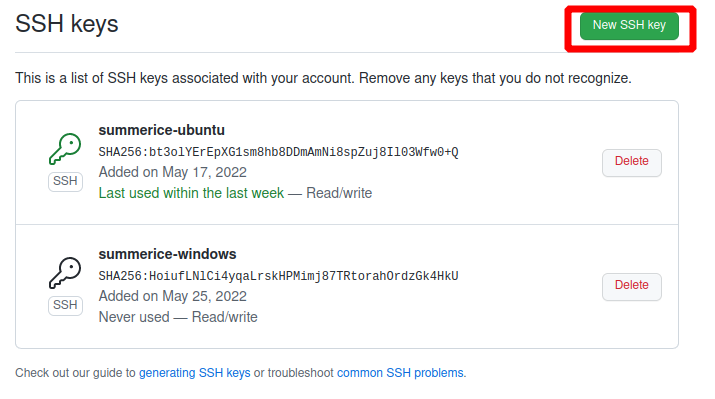 SSH keys
New SSH key
This is a list of SSH keys associated with your account. Remove any keys that you do not recognize.
summerice-ubuntu
SHA256:bt3olYErEpXG1sm8hb8DDmAmNi8spZuj8Il03Wfw0+Q
Added on May 17, 2022
Last used within the last week — Read/write
SSH
Delete
summerice-windows
SHA256:HoiufLNlCi4yqaLrskHPMimj87TRtorahOrdzGk4HkU
Added on May 25, 2022
Never used — Read/write
SSH
Delete
Check out our guide to generating SSH keys or troubleshoot common SSH problems.